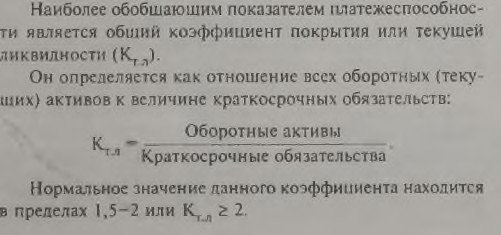 Наиболее обобщающим показателем платежеспособнос-
ти является общий коэффициент покрытия или текущей
ликвидности (Кт.л).
Он определяется как отношение всех оборотных (теку-
щих) активов к величине краткосрочных обязательств:
Кт.л = Оборотные активы
Краткосрочные обязательства.
Нормальное значение данного коэффициента находится
в пределах 1,5–2 или Кт.л ≥ 2.